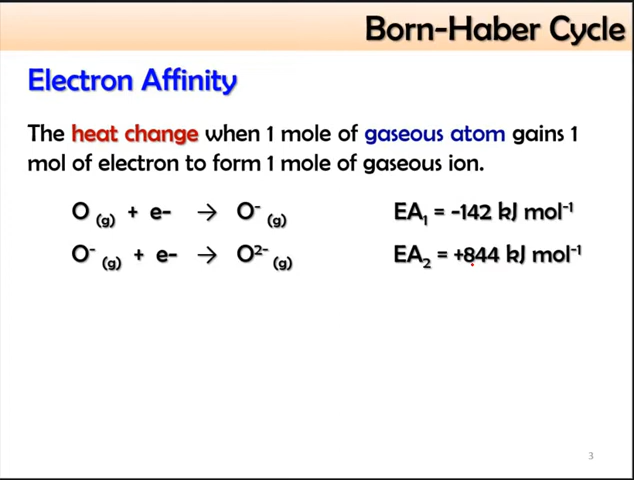 Born-Haber Cycle
Electron Affinity
The heat change when 1 mole of gaseous atom gains 1
mol of electron to form 1 mole of gaseous ion.
O (g) + e- → O⁻ (g) EA₁ = -142 kJ mol⁻¹
O⁻ (g) + e- → O²⁻ (g) EA₂ = +844 kJ mol⁻¹
3